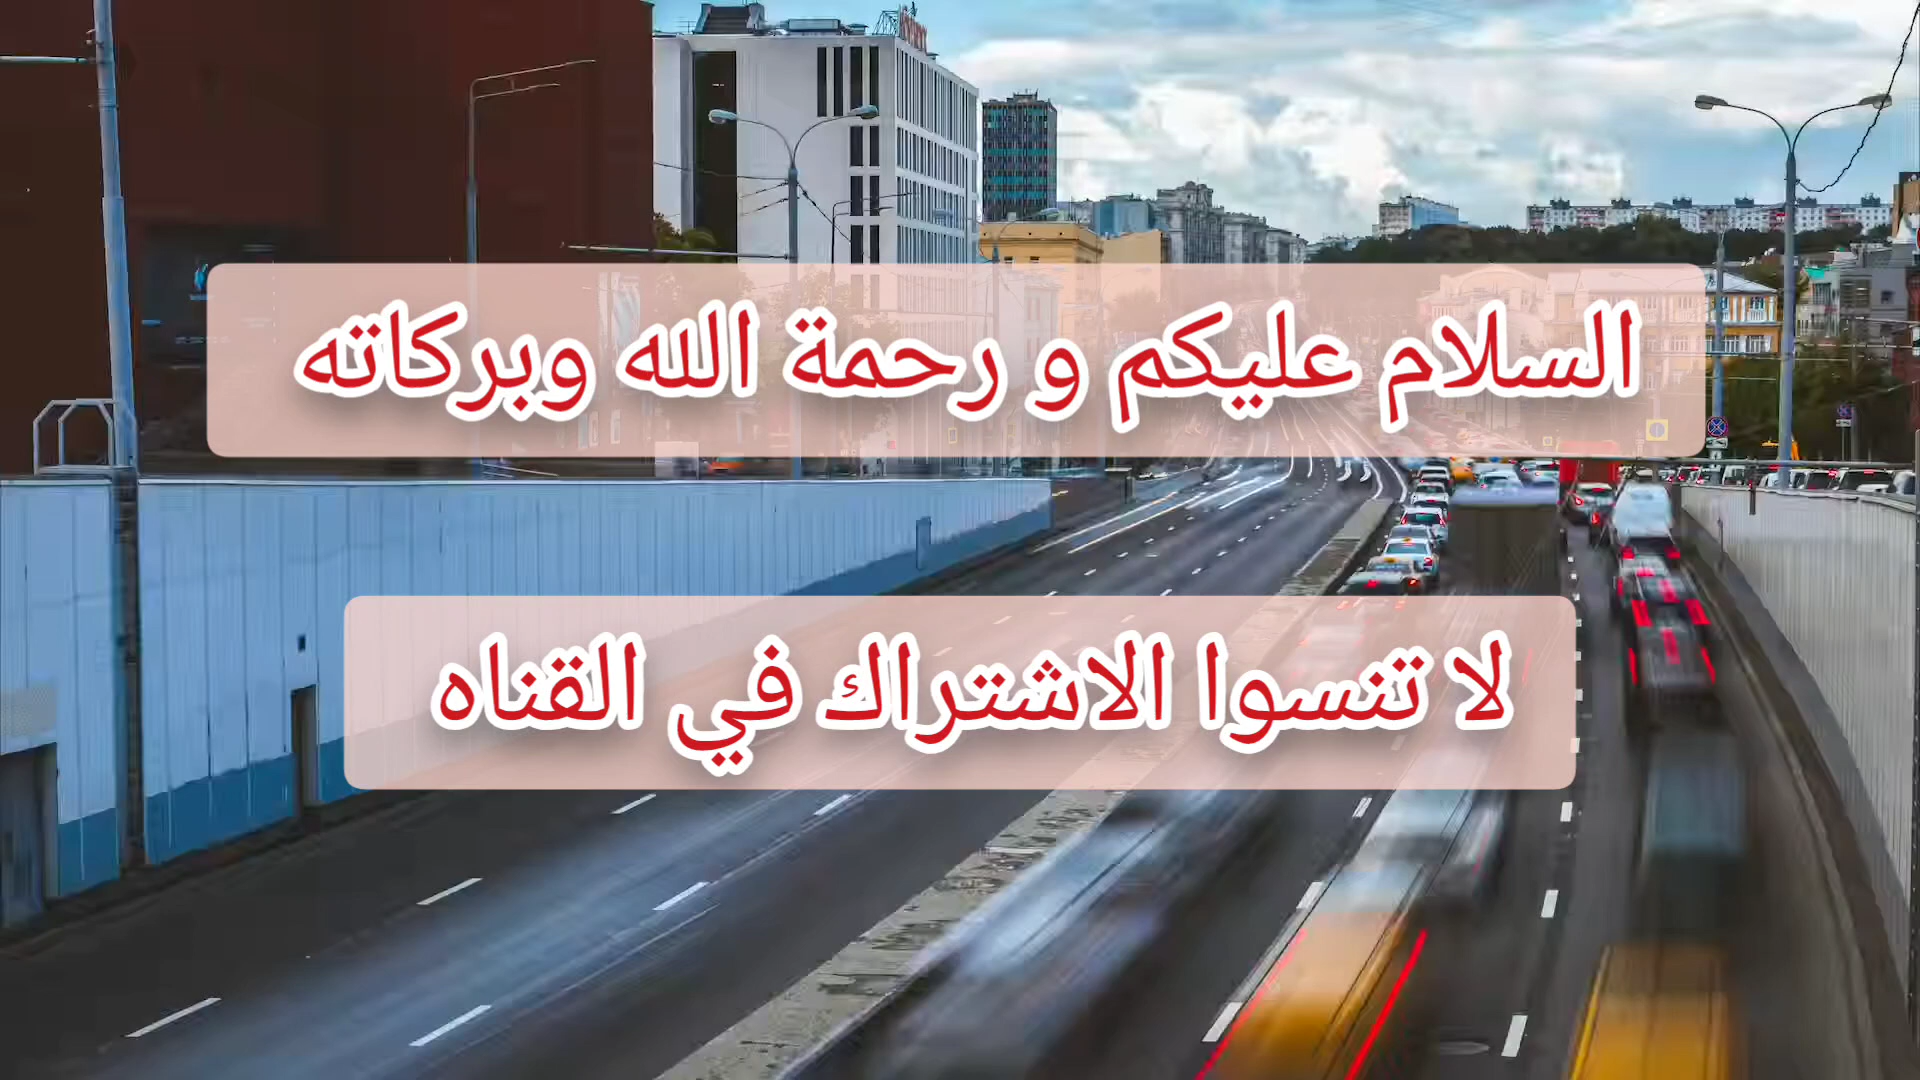 السلام عليكم و رحمة الله وبركاته
لا تنسوا الاشتراك في القناه